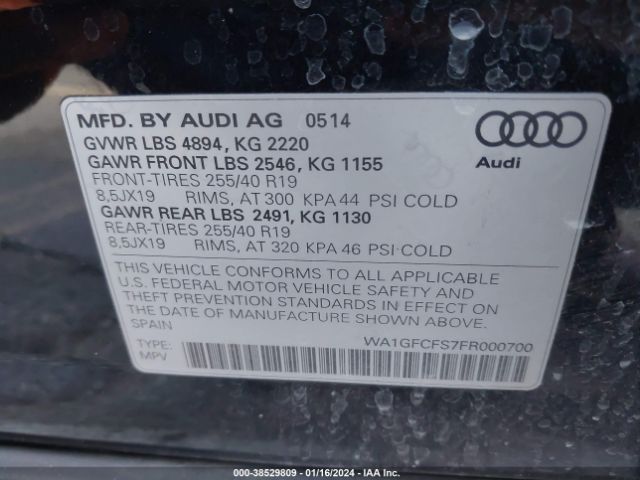 MFD. BY AUDI AG 0514
GVWR LBS 4894, KG 2220
GAWR FRONT LBS 2546, KG 1155
FRONT-TIRES 255/40 R19
8,5JX19 RIMS, AT 300 KPA 44 PSI COLD
GAWR REAR LBS 2491, KG 1130
REAR-TIRES 255/40 R19
8,5JX19 RIMS, AT 320 KPA 46 PSI COLD
Audi
THIS VEHICLE CONFORMS TO ALL APPLICABLE
U.S. FEDERAL MOTOR VEHICLE SAFETY AND
THEFT PREVENTION STANDARDS IN EFFECT ON
THE DATE OF MANUFACTURE SHOWN ABOVE.
SPAIN
WA1GFCFS7FR000700
TYPE:
MPV
000-38529809 - 01/16/2024 - IAA Inc.